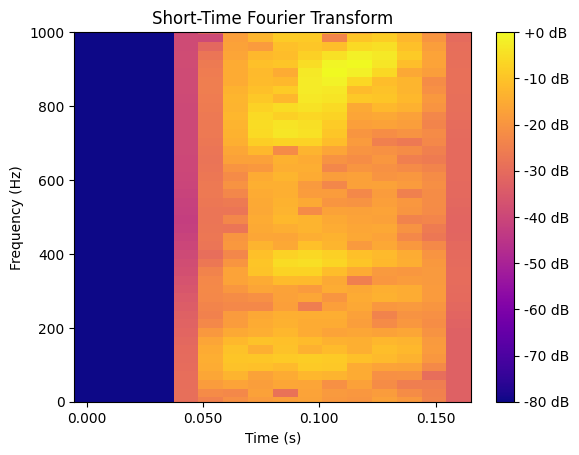 Short-Time Fourier Transform
1000
800
600
400
200
0
Frequency (Hz)
0.000
0.050
0.100
0.150
Time (s)
+0 dB
-10 dB
-20 dB
-30 dB
-40 dB
-50 dB
-60 dB
-70 dB
-80 dB